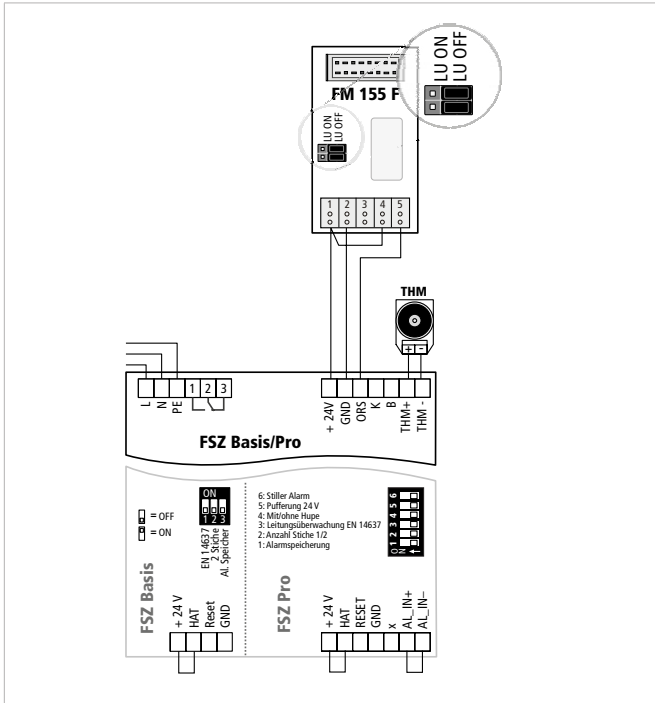 LU ON
LU OFF
FM 155 F
LU ON
LU OFF
1 2 3 4 5
THM
+ -
L
N
PE
1 2 3
+ 24V
GND
ORS
K
B
THM+
THM -
FSZ Basis/Pro
= OFF
= ON
ON
1 2 3
EN 14637
2 Stiche
Al. Speicher
FSZ Basis
+ 24 V
HAT
Reset
GND
6: Stiller Alarm
5: Pufferung 24 V
4: Mit/ohne Hupe
3: Leitungsüberwachung EN 14637
2: Anzahl Stiche 1/2
1: Alarmspeicherung
ON
1 2 3 4 5 6
FSZ Pro
+ 24 V
HAT
RESET
GND
x
AL_IN+
AL_IN–